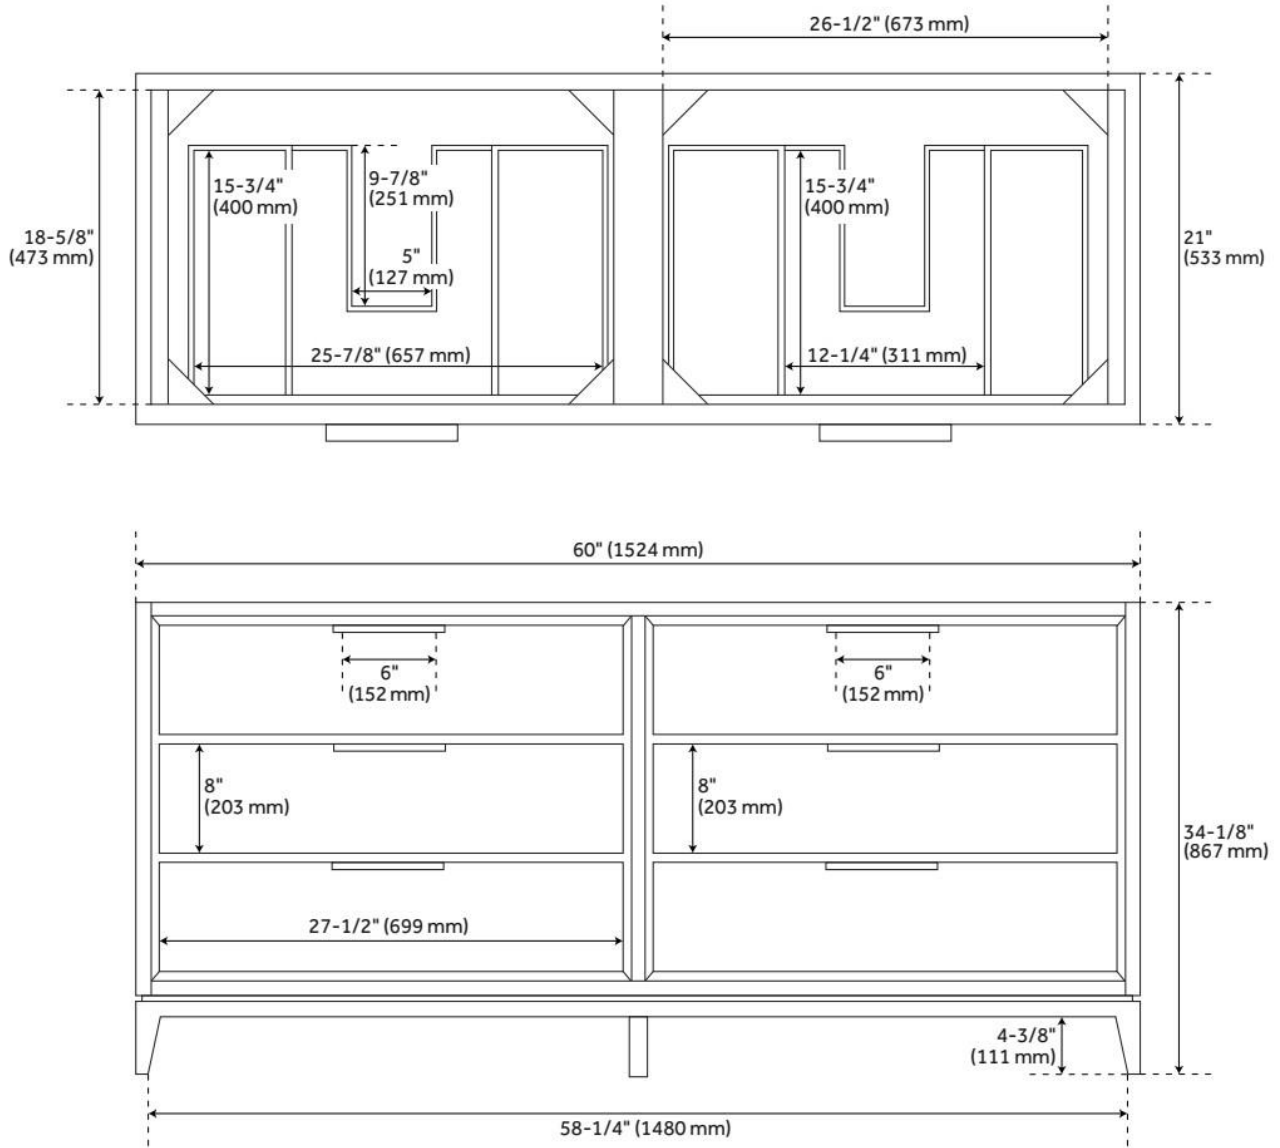 26-1/2" (673 mm)
15-3/4"
(400 mm)
9-7/8"
(251 mm)
15-3/4"
(400 mm)
18-5/8"
(473 mm)
21"
(533 mm)
5"
(127 mm)
25-7/8" (657 mm)
12-1/4" (311 mm)
60" (1524 mm)
6"
(152 mm)
6"
(152 mm)
8"
(203 mm)
8"
(203 mm)
34-1/8"
(867 mm)
27-1/2" (699 mm)
4-3/8"
(111 mm)
58-1/4" (1480 mm)